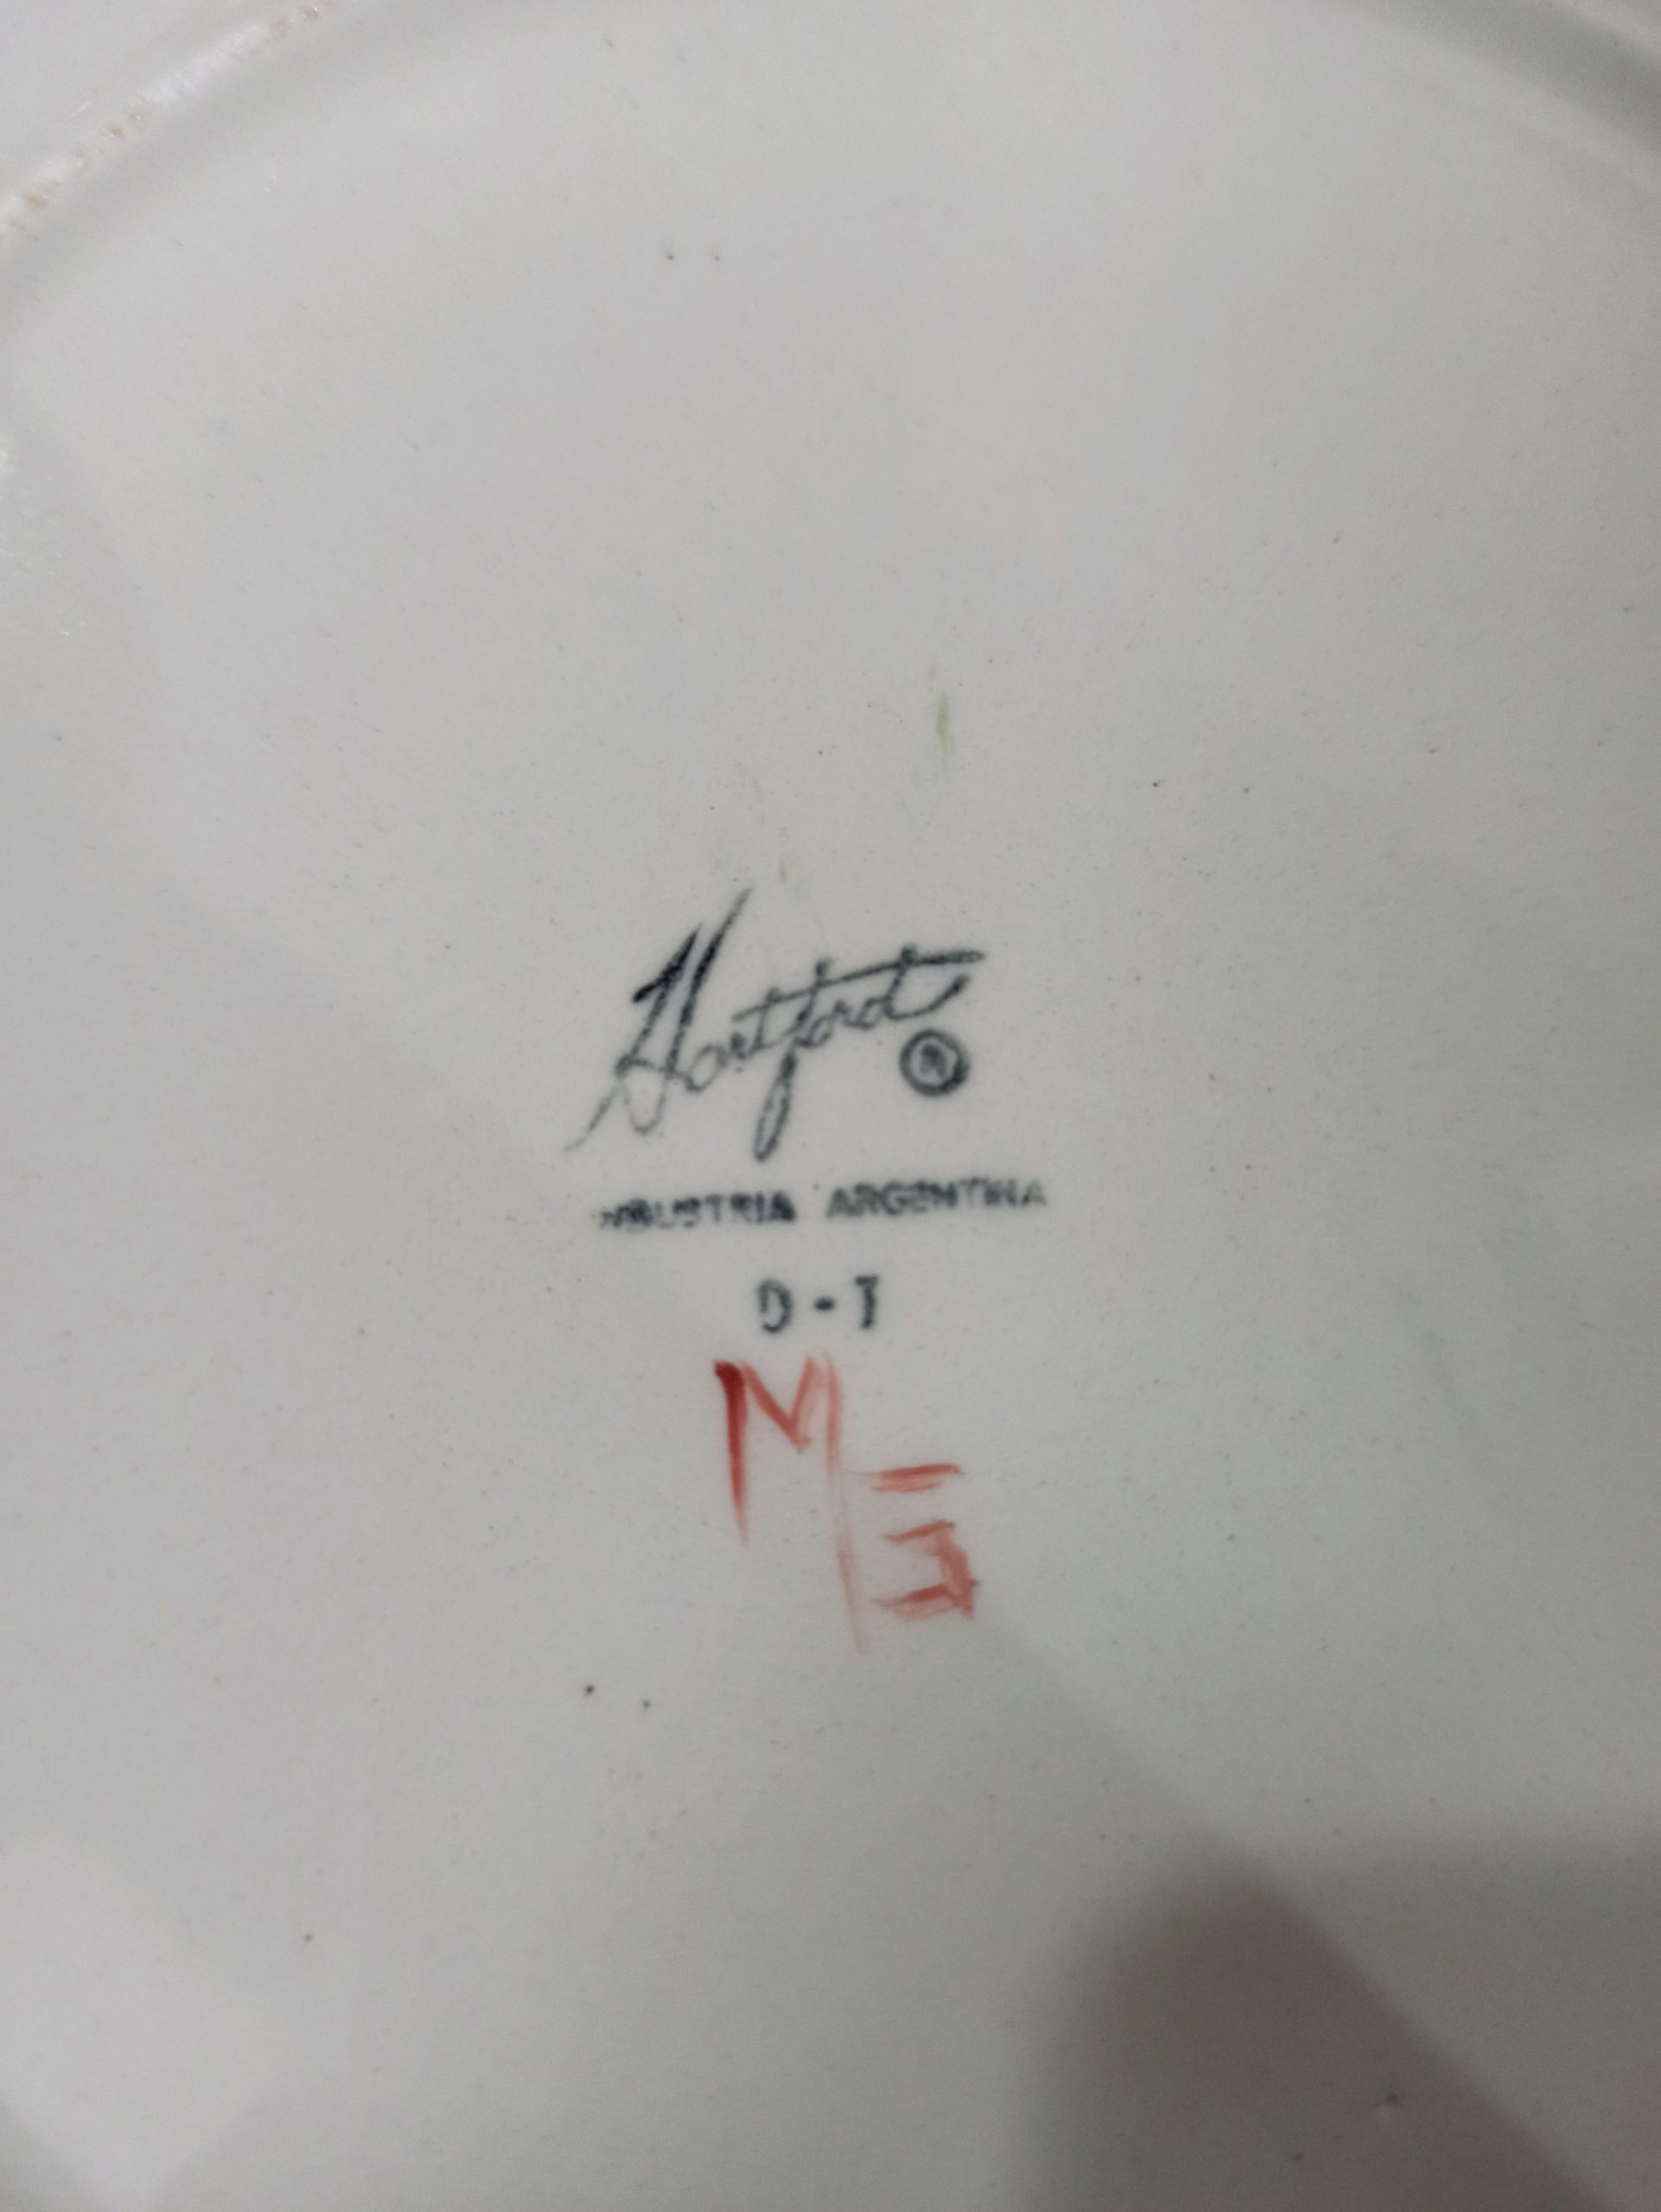 Hartford ®
INDUSTRIA ARGENTINA
D - T
M